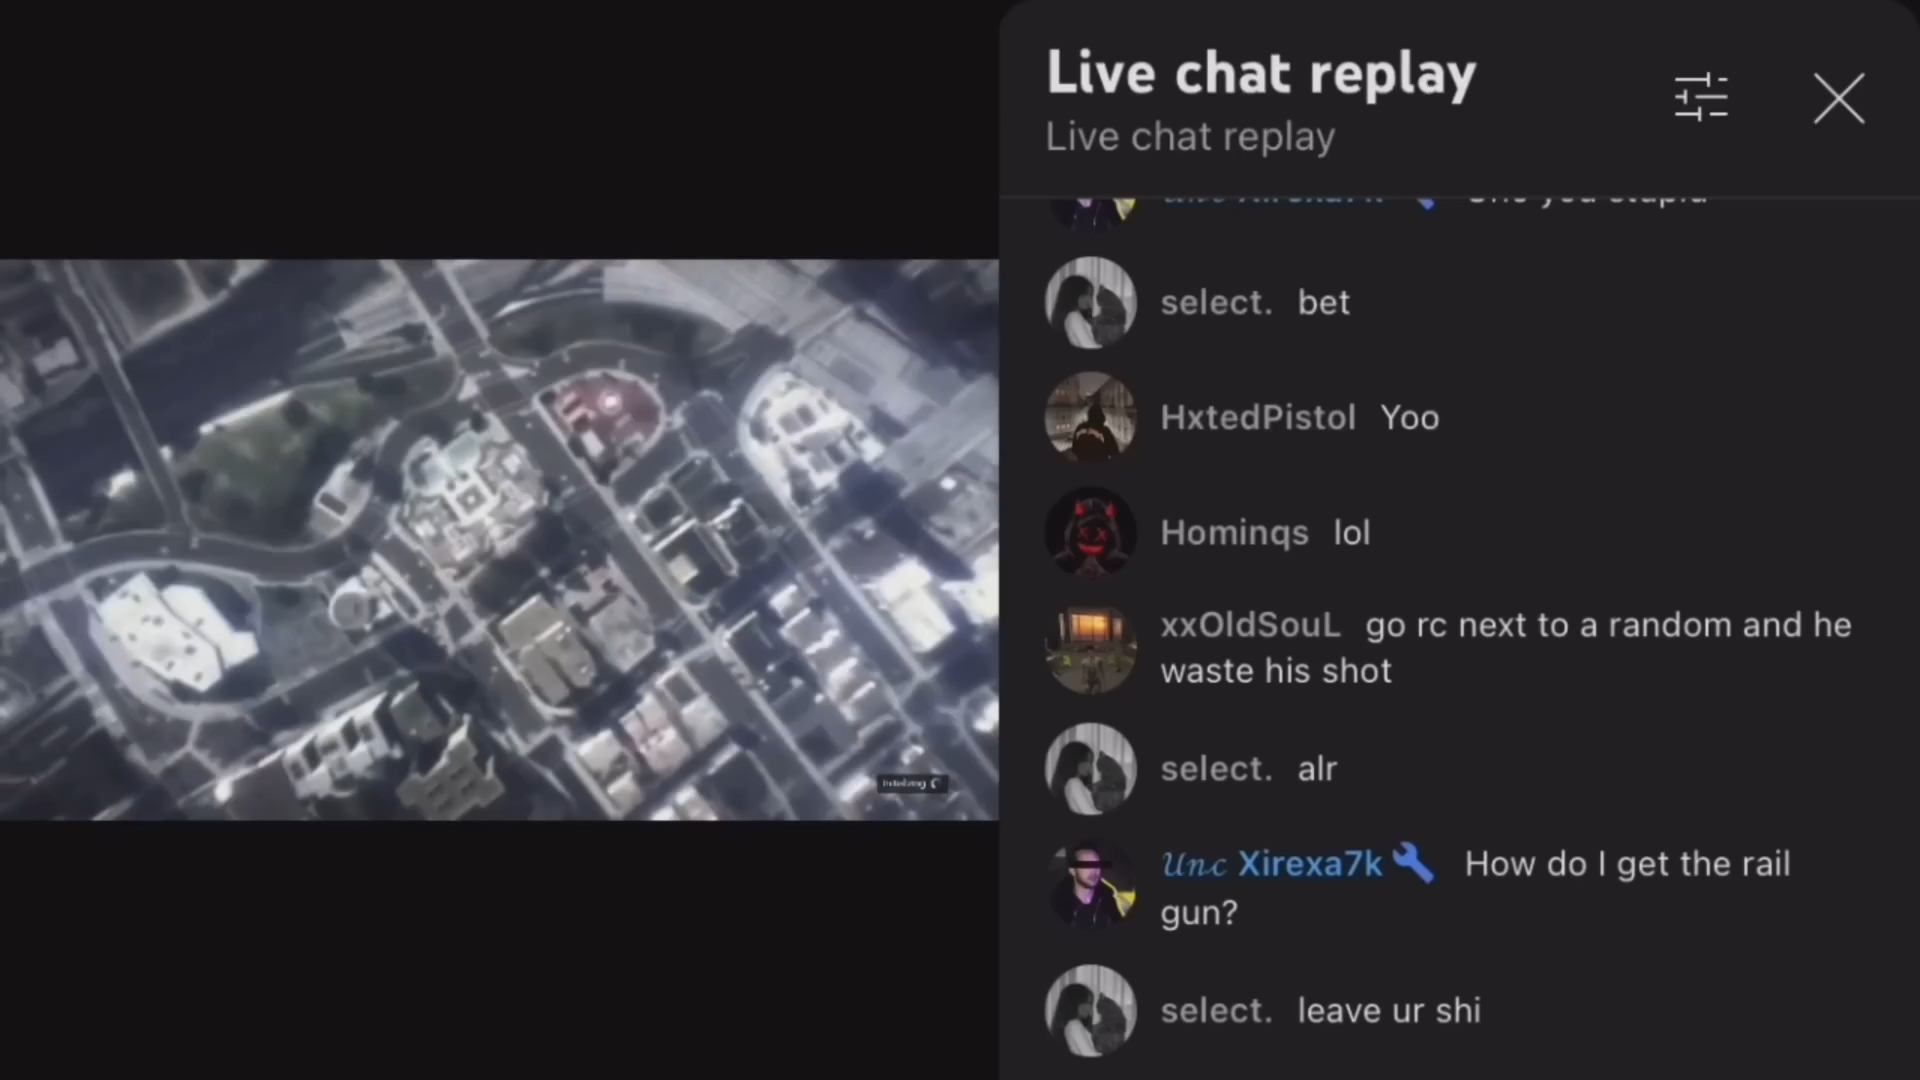 Live chat replay
Live chat replay
select. bet
HxtedPistol Yoo
Hominqs lol
xxOldSouL go rc next to a random and he
waste his shot
select. alr
Unc Xirexa7k How do I get the rail
gun?
select. leave ur shi